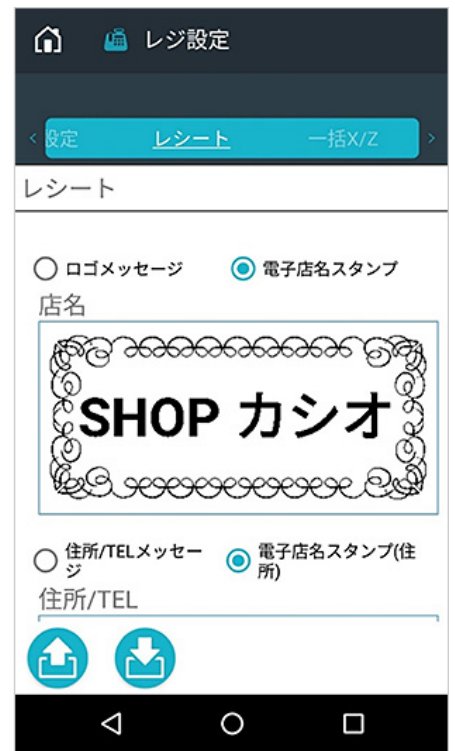 レジ設定
設定 レシート 一括X/Z
レシート
ロゴメッセージ 電子店名スタンプ
店名
SHOP カシオ
住所/TELメッセー
ジ
電子店名スタンプ(住
所)
住所/TEL